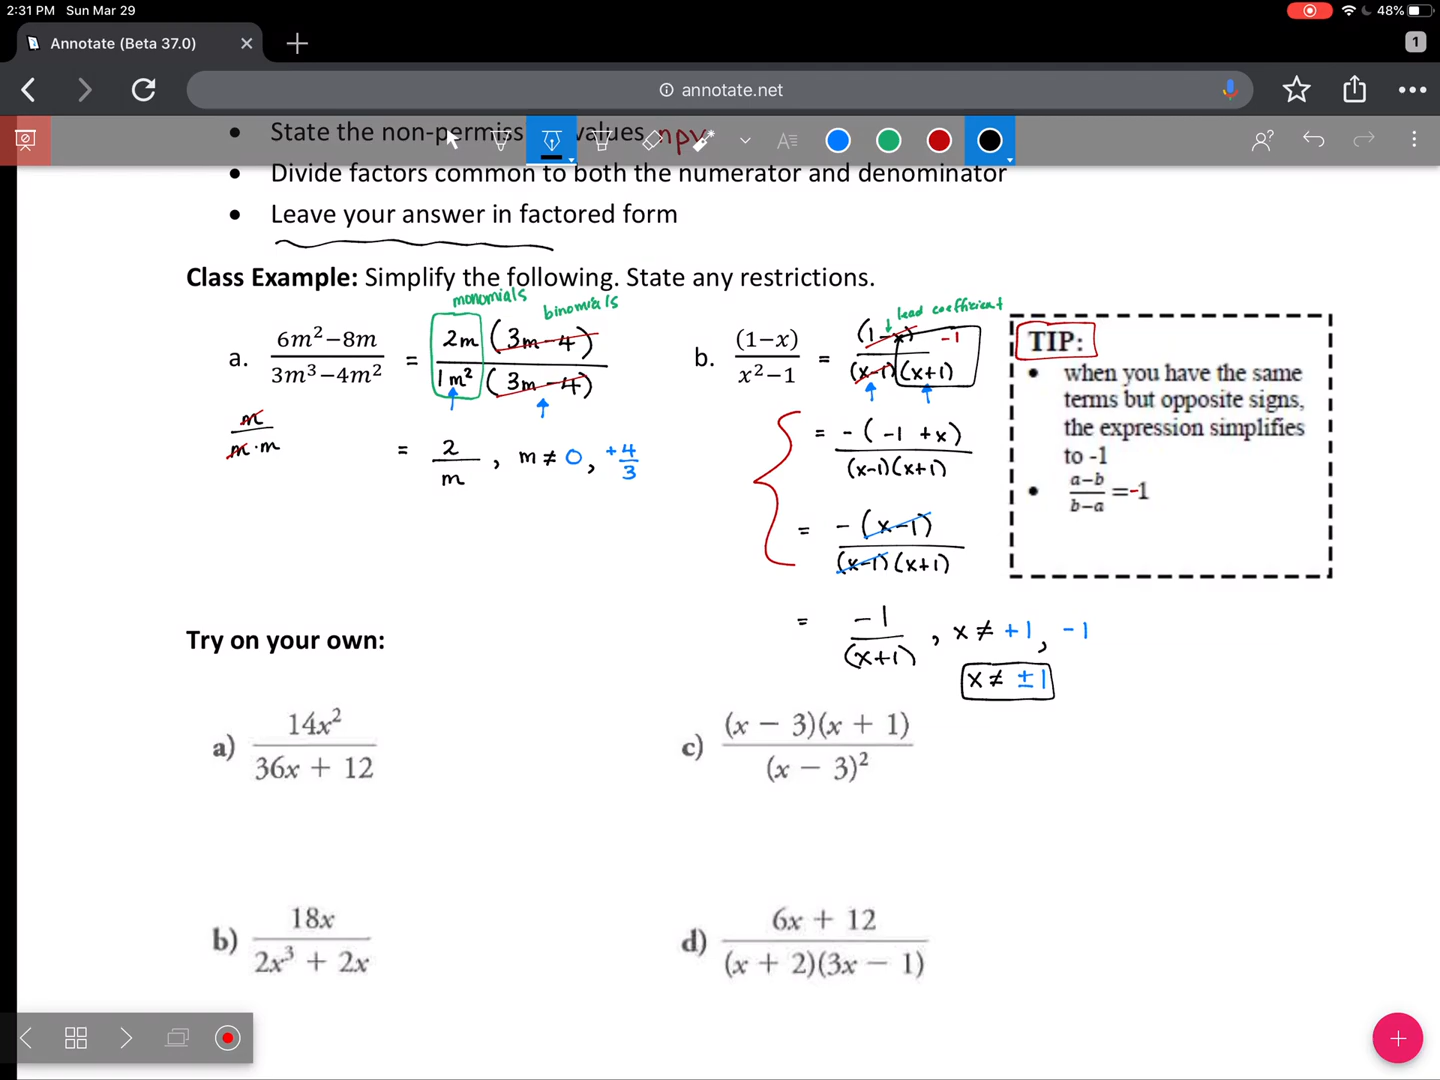 2:31 PM Sun Mar 29
48%
Annotate (Beta 37.0)
1
annotate.net
• State the non-permiss values npv
• Divide factors common to both the numerator and denominator
• Leave your answer in factored form
Class Example: Simplify the following. State any restrictions.
monomials
binomials
a. (6m²−8m)/(3m³−4m²) = 2m(3m−4)/1m²(3m−4)
m/(m·m)
= 2/m , m ≠ 0, +4/3
↓ lead coefficient
b. (1−x)/(x²−1) = (1−x) -1/(x−1)(x+1)
= -(-1+x)/(x−1)(x+1)
= -(x−1)/(x−1)(x+1)
= -1/(x+1) , x ≠ +1, -1
x ≠ ±1
TIP:
• when you have the same
terms but opposite signs,
the expression simplifies
to -1
• (a−b)/(b−a) =-1
Try on your own:
a) 14x²/(36x + 12)
c) (x − 3)(x + 1)/(x − 3)²
b) 18x/(2x³ + 2x)
d) (6x + 12)/(x + 2)(3x − 1)